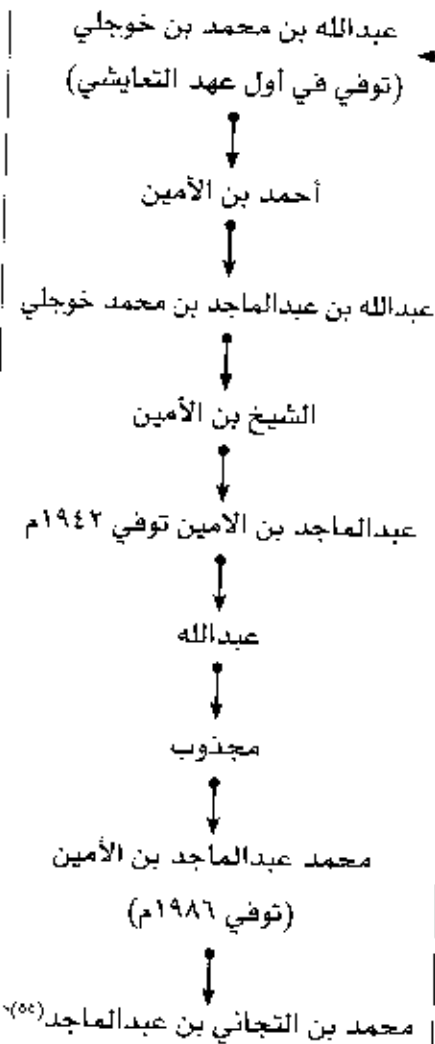 عبدالله بن محمد بن خوجلي
(توفي في أول عهد التعايشي)
أحمد بن الأمين
عبدالله بن عبدالماجد بن محمد خوجلي
الشيخ بن الأمين
عبدالماجد بن الامين توفي ١٩٤٢م
عبدالله
مجذوب
محمد عبدالماجد بن الأمين
(توفي ١٩٨٦م)
محمد بن التجاني بن عبدالماجد(٥٥)